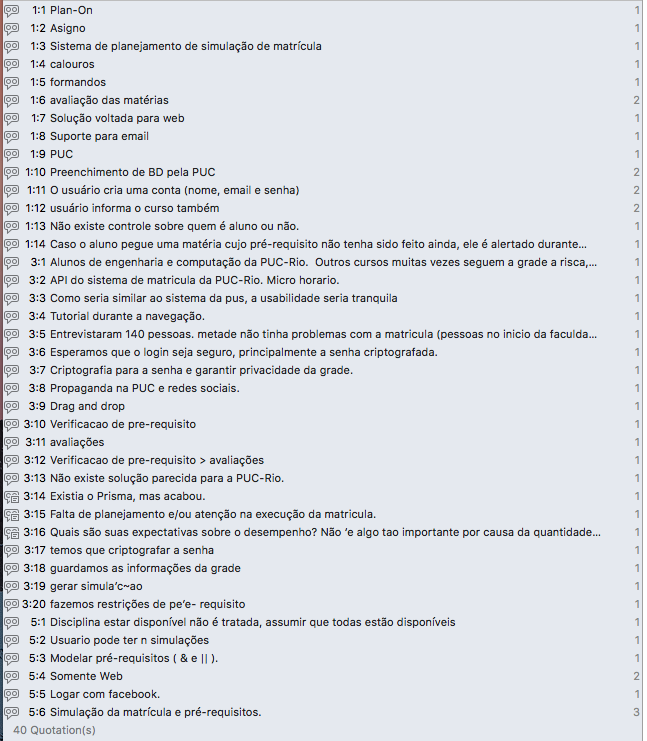 1:1 Plan-On 1
1:2 Asigno 1
1:3 Sistema de planejamento de simulação de matrícula 1
1:4 calouros 1
1:5 formandos 1
1:6 avaliação das matérias 2
1:7 Solução voltada para web 1
1:8 Suporte para email 1
1:9 PUC 1
1:10 Preenchimento de BD pela PUC 2
1:11 O usuário cria uma conta (nome, email e senha) 2
1:12 usuário informa o curso também 2
1:13 Não existe controle sobre quem é aluno ou não. 1
1:14 Caso o aluno pegue uma matéria cujo pré-requisito não tenha sido feito ainda, ele é alertado durante... 1
3:1 Alunos de engenharia e computação da PUC-Rio. Outros cursos muitas vezes seguem a grade a risca,... 1
3:2 API do sistema de matricula da PUC-Rio. Micro horario. 1
3:3 Como seria similar ao sistema da pus, a usabilidade seria tranquila 1
3:4 Tutorial durante a navegação. 1
3:5 Entrevistaram 140 pessoas. metade não tinha problemas com a matricula (pessoas no inicio da faculda... 1
3:6 Esperamos que o login seja seguro, principalmente a senha criptografada. 1
3:7 Criptografia para a senha e garantir privacidade da grade. 1
3:8 Propaganda na PUC e redes sociais. 1
3:9 Drag and drop 1
3:10 Verificacao de pre-requisito 1
3:11 avaliações 1
3:12 Verificacao de pre-requisito > avaliações 1
3:13 Não existe solução parecida para a PUC-Rio. 1
3:14 Existia o Prisma, mas acabou. 1
3:15 Falta de planejamento e/ou atenção na execução da matricula. 1
3:16 Quais são suas expectativas sobre o desempenho? Não ‘e algo tao importante por causa da quantidade... 1
3:17 temos que criptografar a senha 1
3:18 guardamos as informações da grade 1
3:19 gerar simula‘c~ao 1
3:20 fazemos restrições de pe‘e- requisito 1
5:1 Disciplina estar disponível não é tratada, assumir que todas estão disponíveis 1
5:2 Usuario pode ter n simulações 1
5:3 Modelar pré-requisitos ( & e || ). 1
5:4 Somente Web 2
5:5 Logar com facebook. 1
5:6 Simulação da matrícula e pré-requisitos. 3
40 Quotation(s)